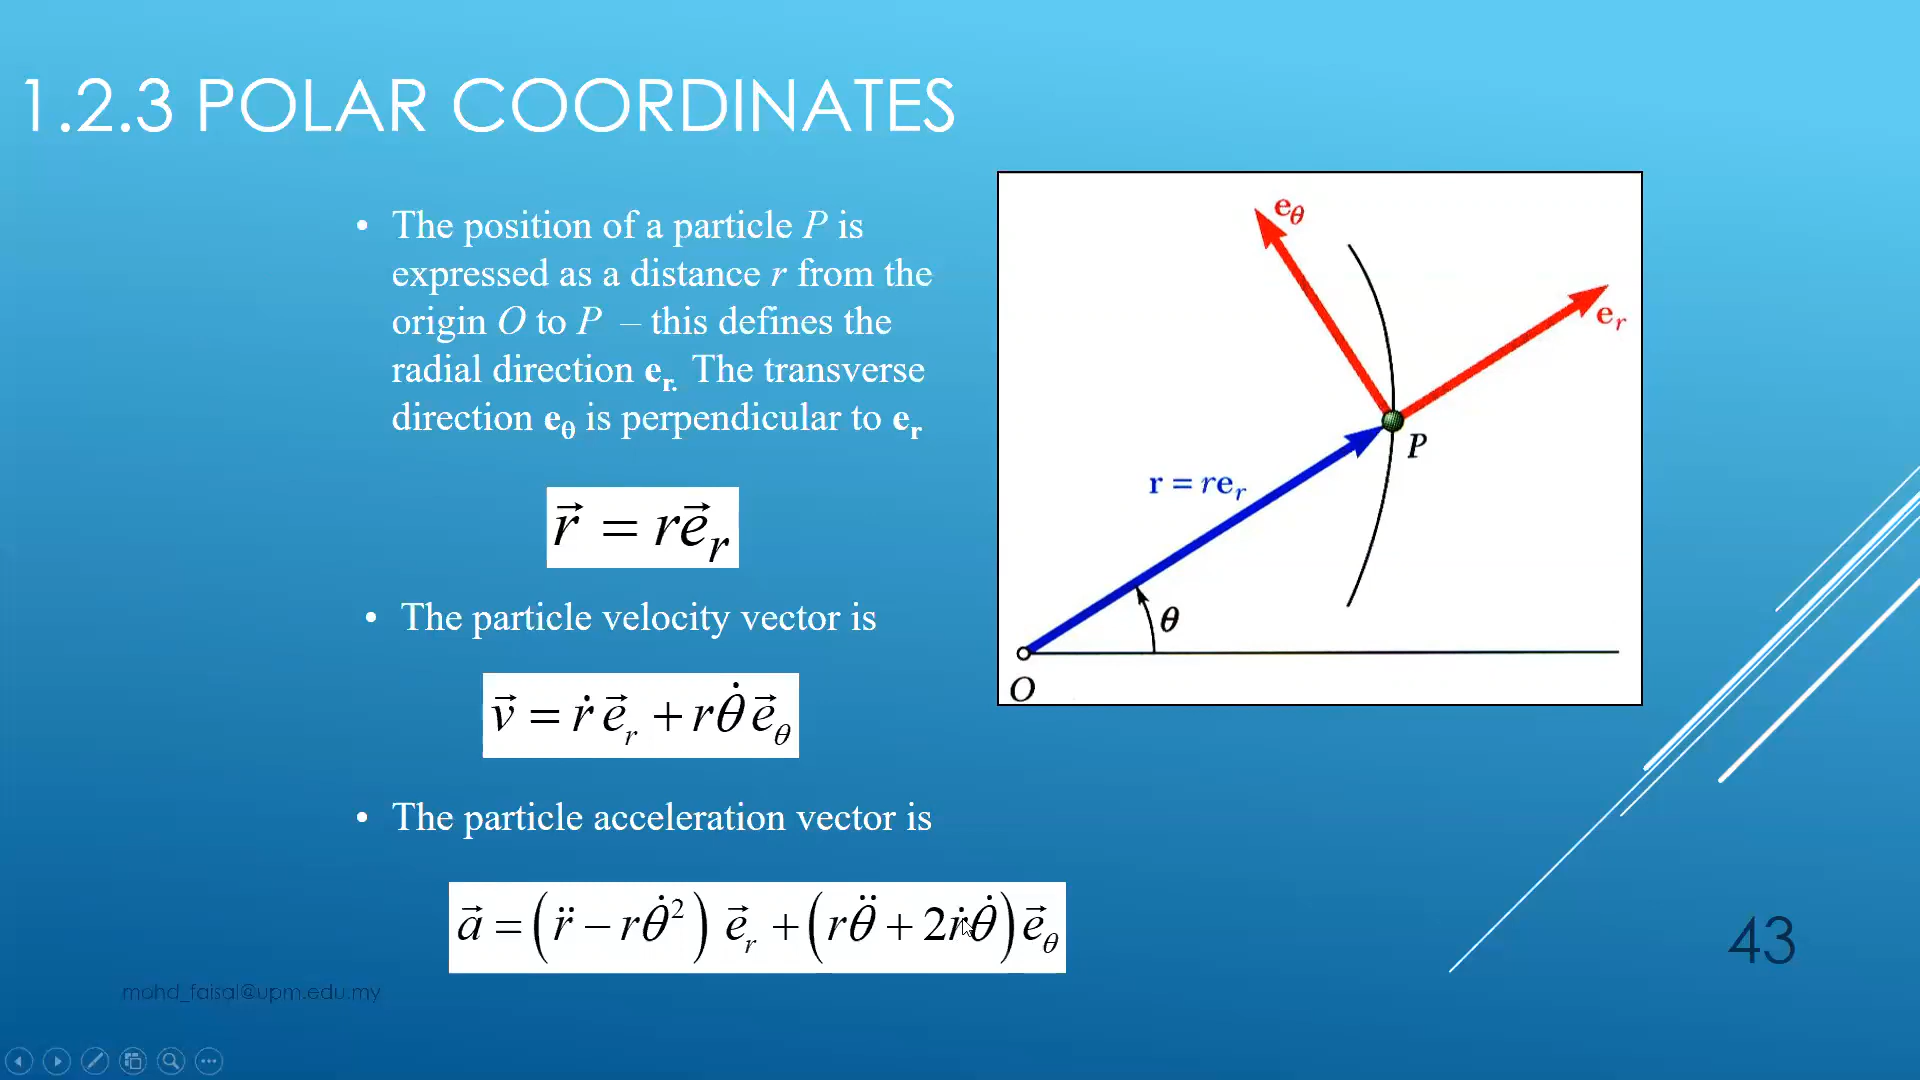 1.2.3 POLAR COORDINATES
• The position of a particle P is
expressed as a distance r from the
origin O to P – this defines the
radial direction e_r. The transverse
direction e_θ is perpendicular to e_r
r⃗ = re⃗_r
• The particle velocity vector is
v⃗ = ṙ e⃗_r + rθ̇ e⃗_θ
• The particle acceleration vector is
a⃗ = (r̈ − rθ̇²) e⃗_r + (rθ̈ + 2ṙθ̇) e⃗_θ
e_θ
e_r
P
r = re_r
θ
O
43
mohd_faisal@upm.edu.my